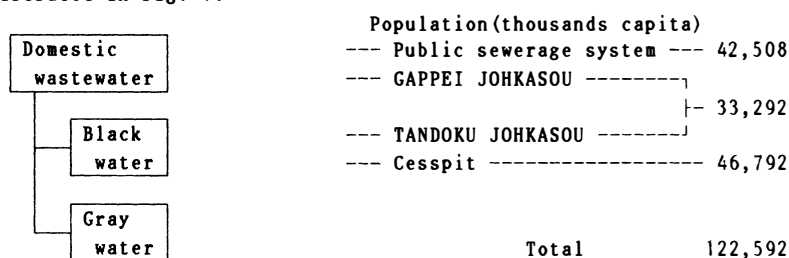 Population(thousands capita)
Domestic wastewater
--- Public sewerage system --- 42,508
--- GAPPEI JOHKASOU --------
33,292
Black water
--- TANDOKU JOHKASOU -------
--- Cesspit ------------------ 46,792
Gray water
Total 122,592